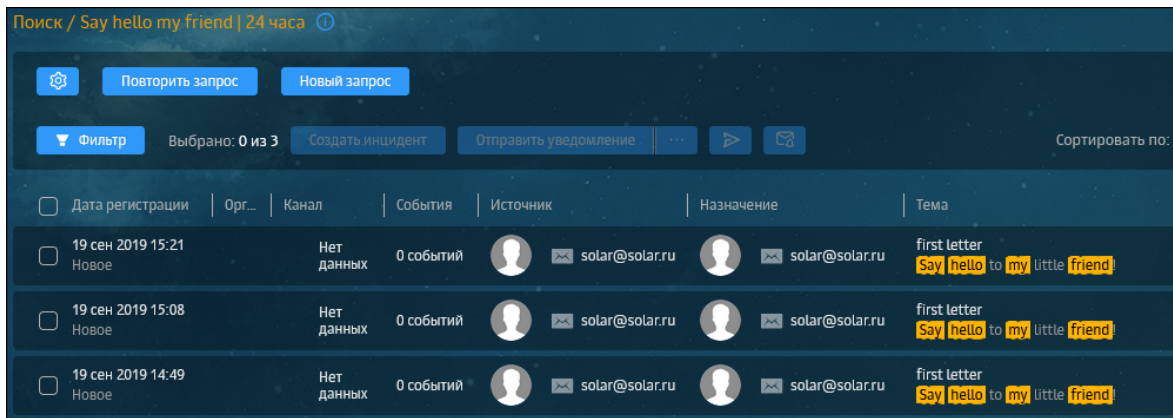 Поиск / Say hello my friend | 24 часа
Повторить запрос Новый запрос
Фильтр Выбрано: 0 из 3 Создать инцидент Отправить уведомление ... Сортировать по:
Дата регистрации Орг... Канал События Источник Назначение Тема
19 сен 2019 15:21 Нет first letter
Новое данных 0 событий solar@solar.ru solar@solar.ru Say hello to my little friend!
19 сен 2019 15:08 Нет first letter
Новое данных 0 событий solar@solar.ru solar@solar.ru Say hello to my little friend!
19 сен 2019 14:49 Нет first letter
Новое данных 0 событий solar@solar.ru solar@solar.ru Say hello to my little friend!